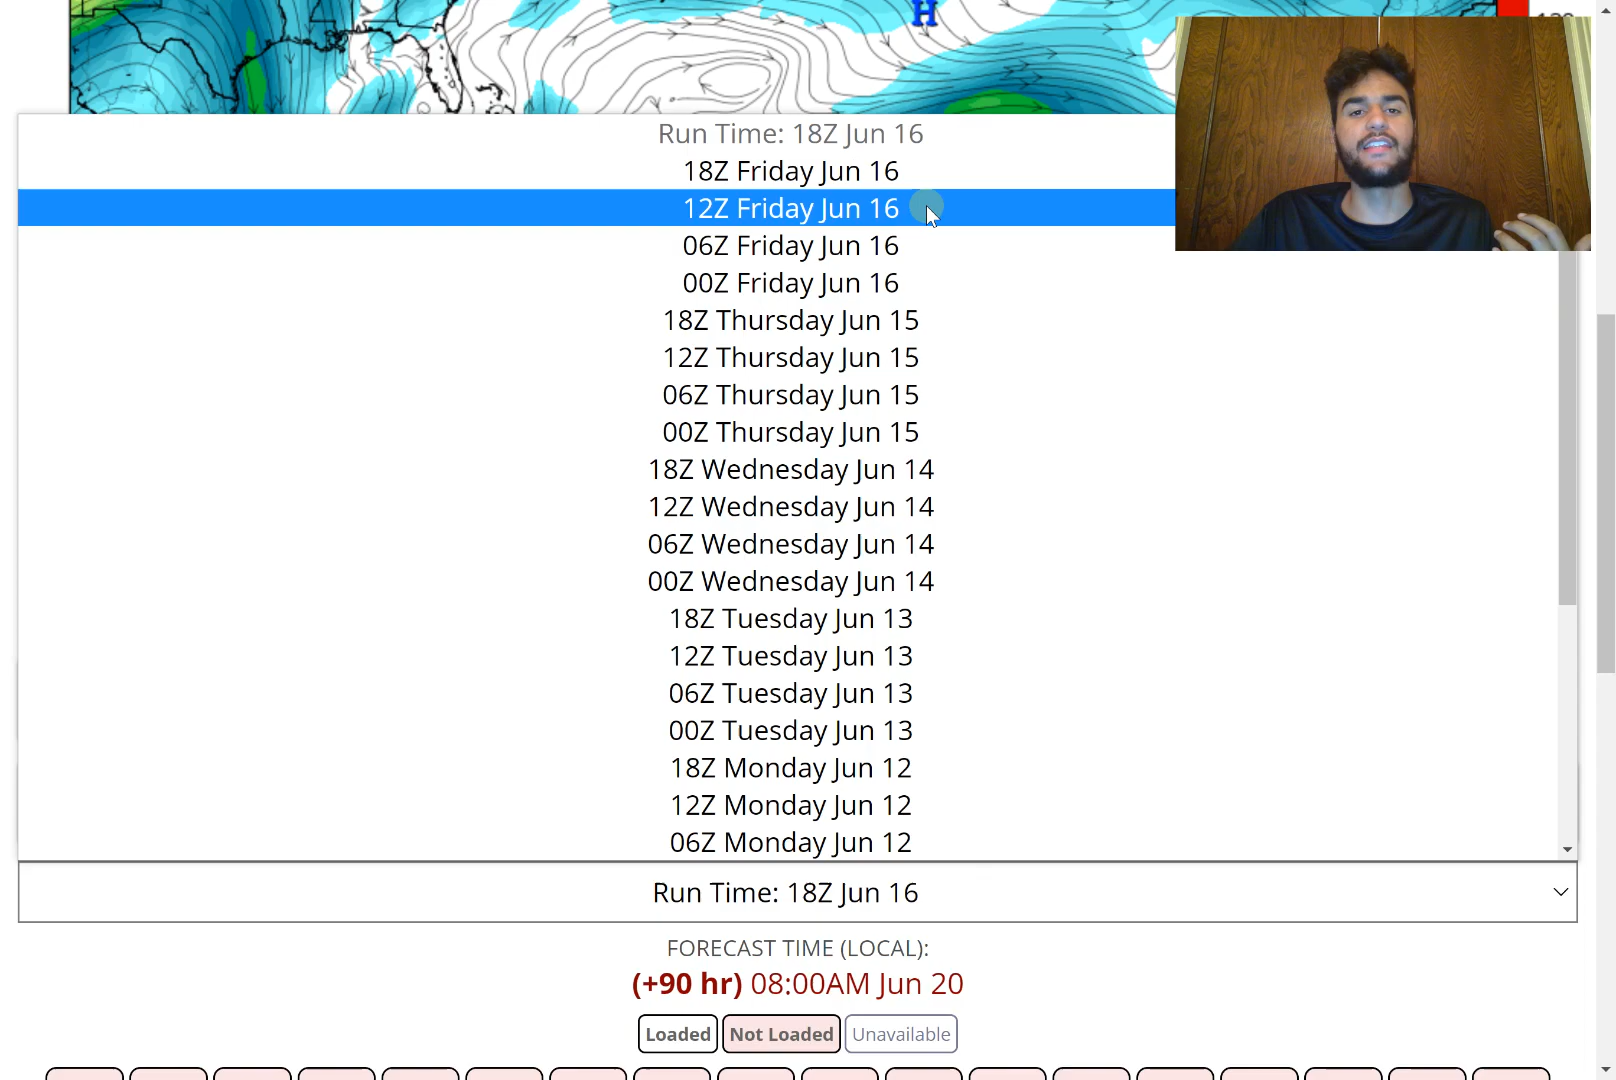 H
Run Time: 18Z Jun 16
18Z Friday Jun 16
12Z Friday Jun 16
06Z Friday Jun 16
00Z Friday Jun 16
18Z Thursday Jun 15
12Z Thursday Jun 15
06Z Thursday Jun 15
00Z Thursday Jun 15
18Z Wednesday Jun 14
12Z Wednesday Jun 14
06Z Wednesday Jun 14
00Z Wednesday Jun 14
18Z Tuesday Jun 13
12Z Tuesday Jun 13
06Z Tuesday Jun 13
00Z Tuesday Jun 13
18Z Monday Jun 12
12Z Monday Jun 12
06Z Monday Jun 12
Run Time: 18Z Jun 16
FORECAST TIME (LOCAL):
(+90 hr) 08:00AM Jun 20
Loaded Not Loaded Unavailable